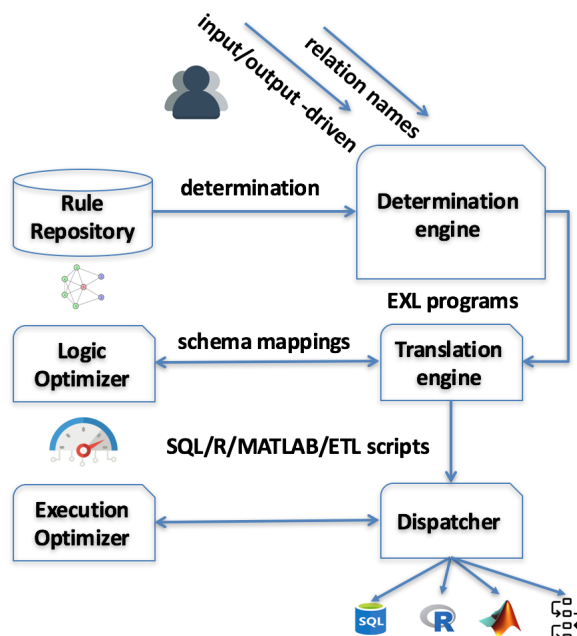 input/output -driven
relation names
determination
Rule
Repository
Determination
engine
EXL programs
schema mappings
Logic
Optimizer
Translation
engine
SQL/R/MATLAB/ETL scripts
Execution
Optimizer
Dispatcher
SQL
R